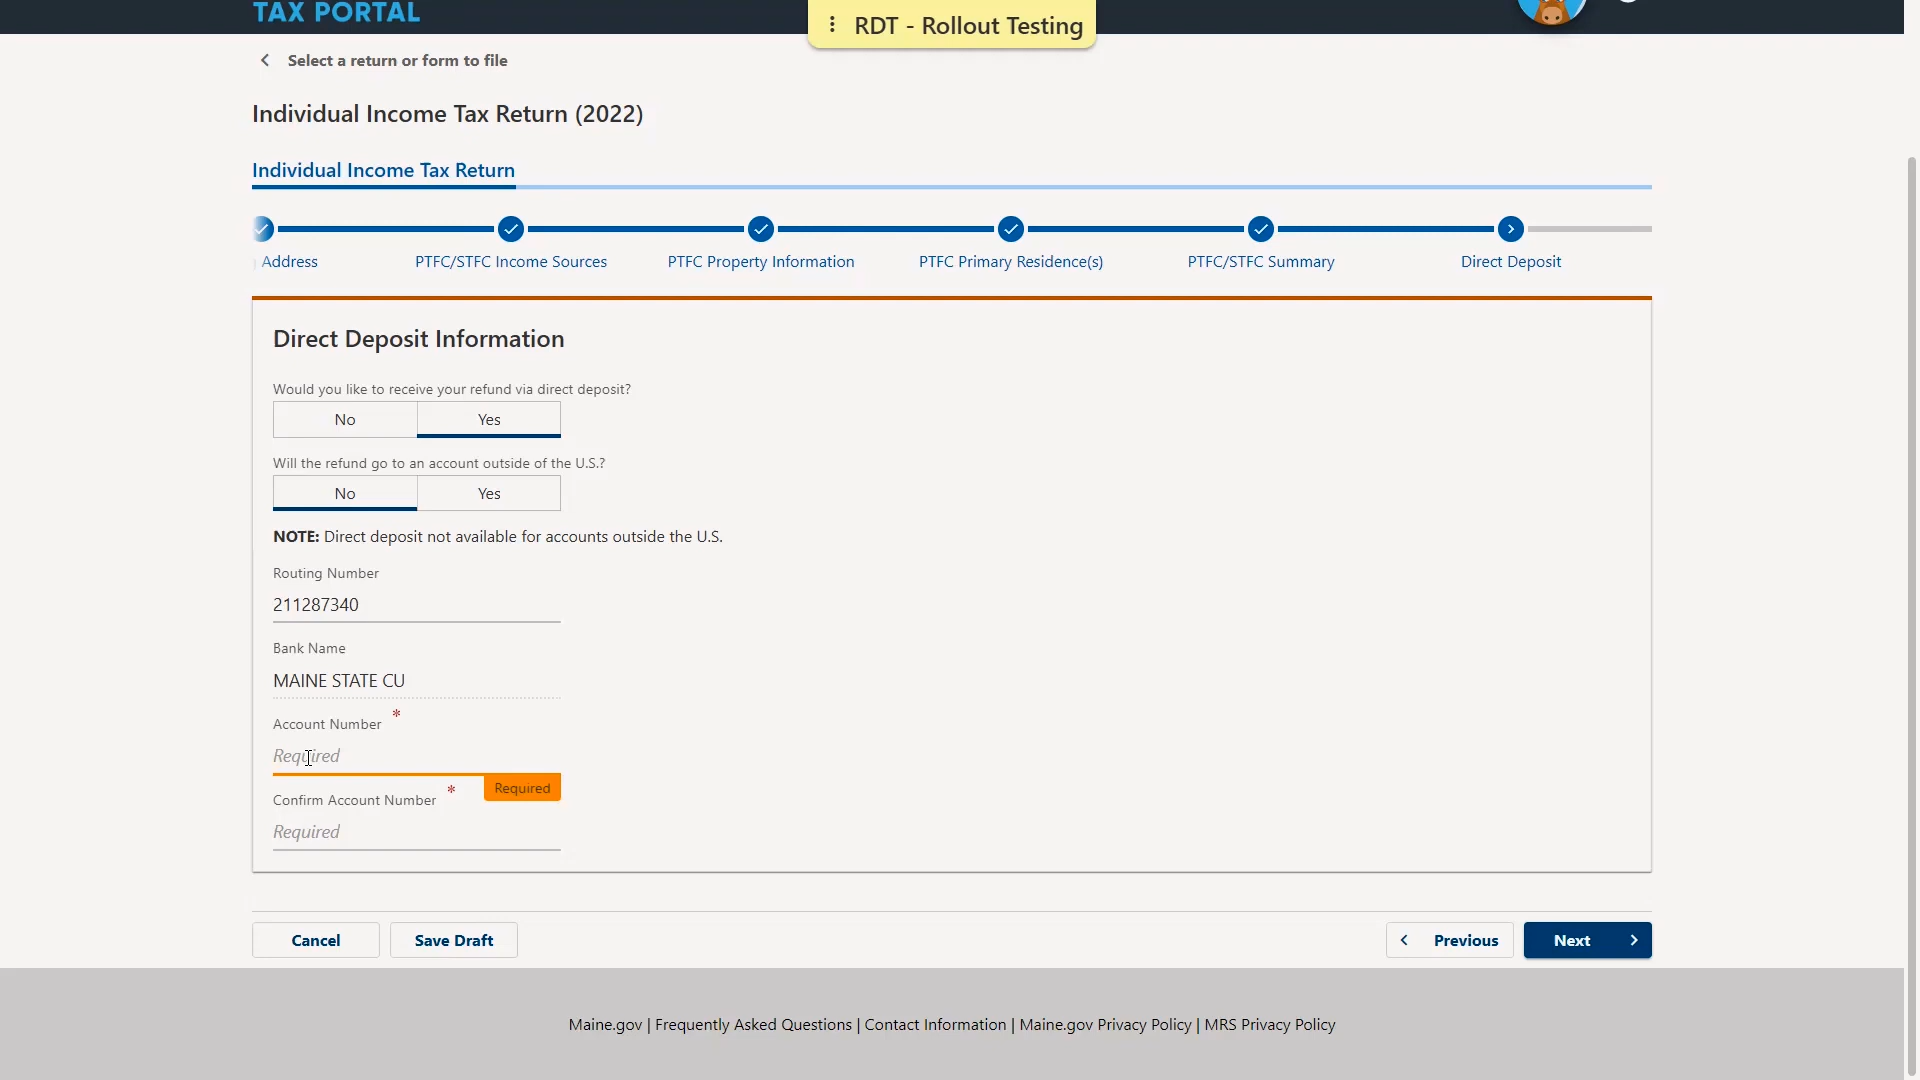 TAX PORTAL
RDT - Rollout Testing
Select a return or form to file
Individual Income Tax Return (2022)
Individual Income Tax Return
Address
PTFC/STFC Income Sources
PTFC Property Information
PTFC Primary Residence(s)
PTFC/STFC Summary
Direct Deposit
Direct Deposit Information
Would you like to receive your refund via direct deposit?
No Yes
Will the refund go to an account outside of the U.S.?
No Yes
NOTE: Direct deposit not available for accounts outside the U.S.
Routing Number
211287340
Bank Name
MAINE STATE CU
Account Number *
Required
Required
Confirm Account Number *
Required
Cancel Save Draft Previous Next
Maine.gov | Frequently Asked Questions | Contact Information | Maine.gov Privacy Policy | MRS Privacy Policy